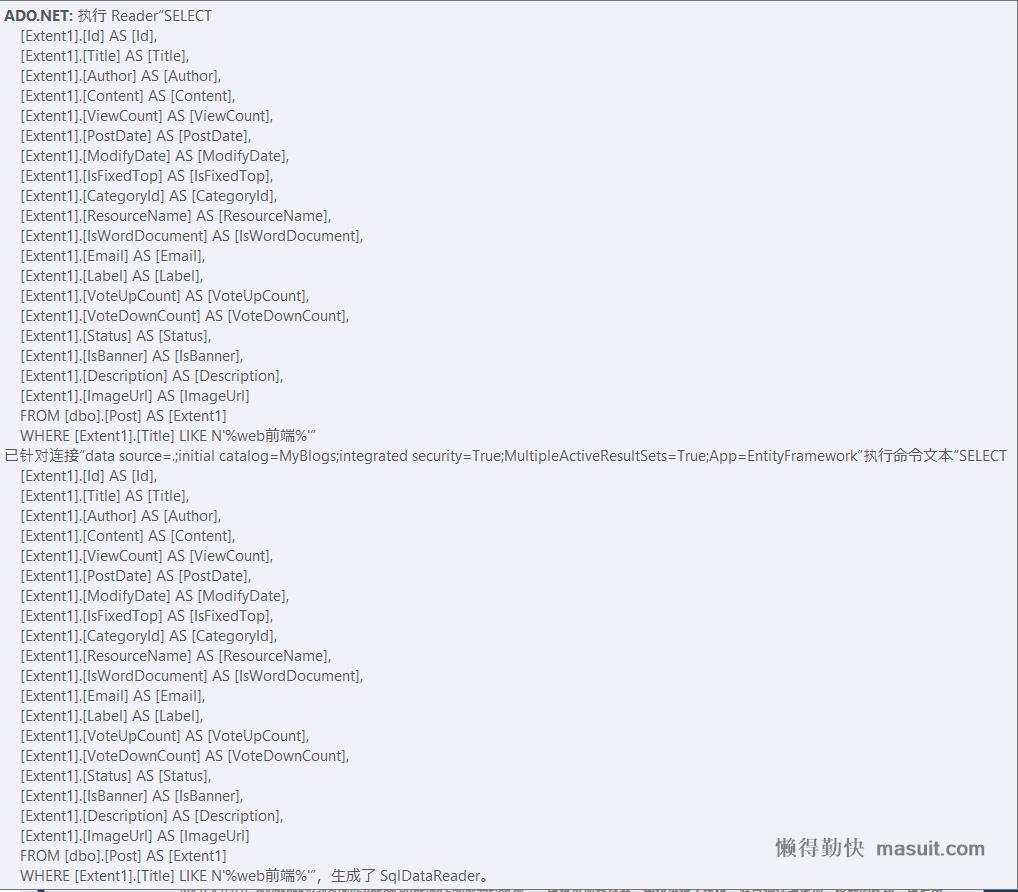 ADO.NET: 执行 Reader“SELECT
[Extent1].[Id] AS [Id],
[Extent1].[Title] AS [Title],
[Extent1].[Author] AS [Author],
[Extent1].[Content] AS [Content],
[Extent1].[ViewCount] AS [ViewCount],
[Extent1].[PostDate] AS [PostDate],
[Extent1].[ModifyDate] AS [ModifyDate],
[Extent1].[IsFixedTop] AS [IsFixedTop],
[Extent1].[CategoryId] AS [CategoryId],
[Extent1].[ResourceName] AS [ResourceName],
[Extent1].[IsWordDocument] AS [IsWordDocument],
[Extent1].[Email] AS [Email],
[Extent1].[Label] AS [Label],
[Extent1].[VoteUpCount] AS [VoteUpCount],
[Extent1].[VoteDownCount] AS [VoteDownCount],
[Extent1].[Status] AS [Status],
[Extent1].[IsBanner] AS [IsBanner],
[Extent1].[Description] AS [Description],
[Extent1].[ImageUrl] AS [ImageUrl]
FROM [dbo].[Post] AS [Extent1]
WHERE [Extent1].[Title] LIKE N'%web前端%'”
已针对连接“data source=.;initial catalog=MyBlogs;integrated security=True;MultipleActiveResultSets=True;App=EntityFramework”执行命令文本“SELECT
[Extent1].[Id] AS [Id],
[Extent1].[Title] AS [Title],
[Extent1].[Author] AS [Author],
[Extent1].[Content] AS [Content],
[Extent1].[ViewCount] AS [ViewCount],
[Extent1].[PostDate] AS [PostDate],
[Extent1].[ModifyDate] AS [ModifyDate],
[Extent1].[IsFixedTop] AS [IsFixedTop],
[Extent1].[CategoryId] AS [CategoryId],
[Extent1].[ResourceName] AS [ResourceName],
[Extent1].[IsWordDocument] AS [IsWordDocument],
[Extent1].[Email] AS [Email],
[Extent1].[Label] AS [Label],
[Extent1].[VoteUpCount] AS [VoteUpCount],
[Extent1].[VoteDownCount] AS [VoteDownCount],
[Extent1].[Status] AS [Status],
[Extent1].[IsBanner] AS [IsBanner],
[Extent1].[Description] AS [Description],
[Extent1].[ImageUrl] AS [ImageUrl]
FROM [dbo].[Post] AS [Extent1]
WHERE [Extent1].[Title] LIKE N'%web前端%'”，生成了 SqlDataReader。
懒得勤快 masuit.com